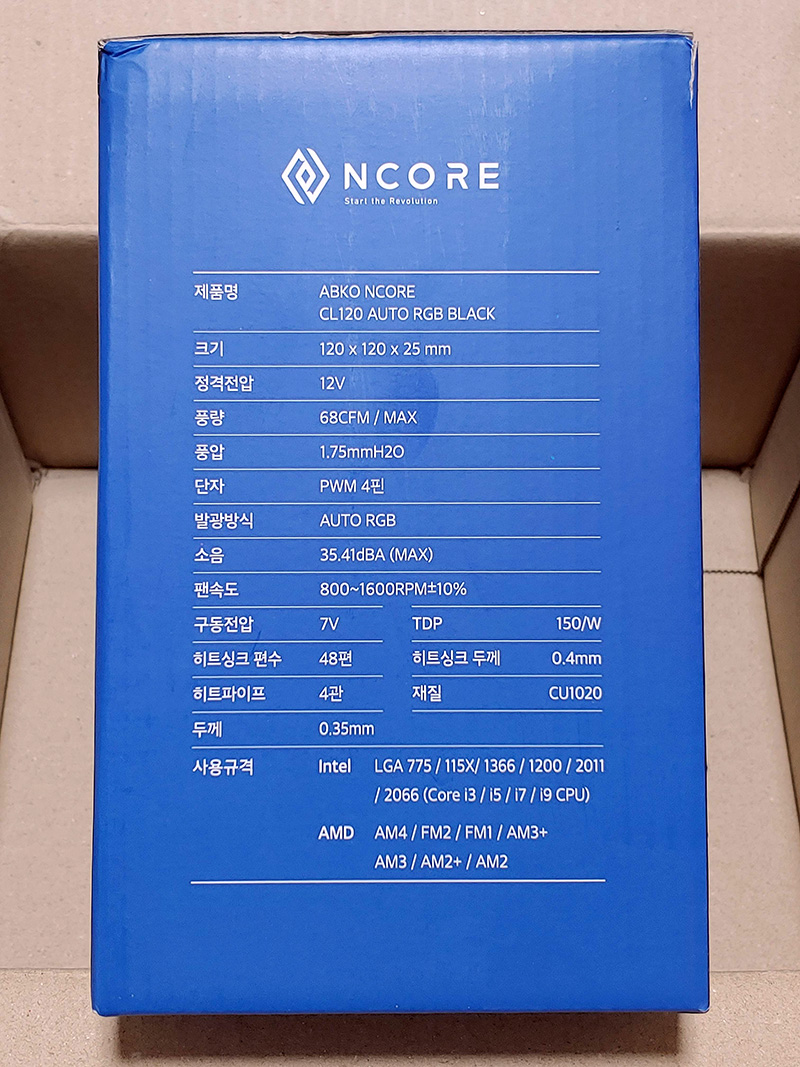 NCORE
Start the Revolution
제품명 ABKO NCORE
CL120 AUTO RGB BLACK
크기 120 x 120 x 25 mm
정격전압 12V
풍량 68CFM / MAX
풍압 1.75mmH2O
단자 PWM 4핀
발광방식 AUTO RGB
소음 35.41dBA (MAX)
팬속도 800~1600RPM±10%
구동전압 7V TDP 150/W
히트싱크 편수 48편 히트싱크 두께 0.4mm
히트파이프 4관 재질 CU1020
두께 0.35mm
사용규격 Intel LGA 775 / 115X/ 1366 / 1200 / 2011
/ 2066 (Core i3 / i5 / i7 / i9 CPU)
AMD AM4 / FM2 / FM1 / AM3+
AM3 / AM2+ / AM2